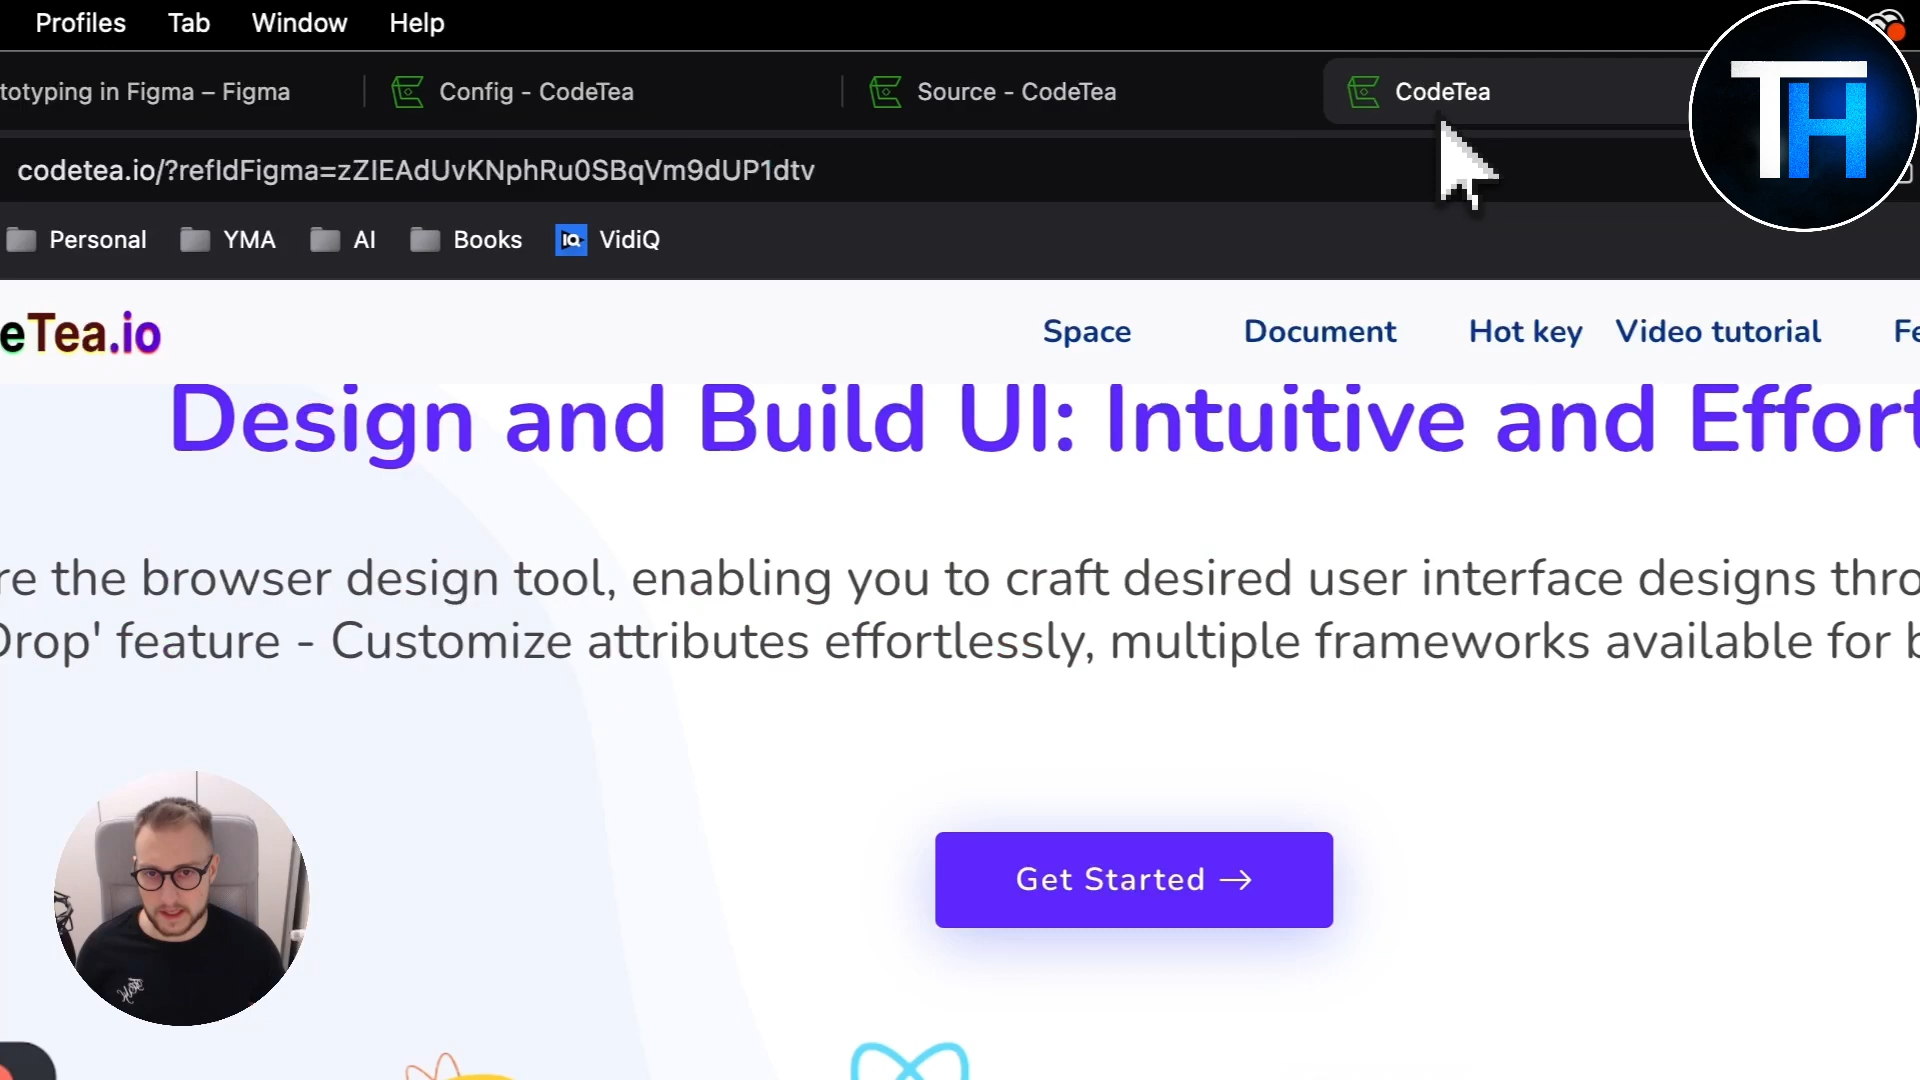 Profiles Tab Window Help
totyping in Figma – Figma Config - CodeTea Source - CodeTea CodeTea
TH
codetea.io/?refIdFigma=zZIEAdUvKNphRu0SBqVm9dUP1dtv
Personal YMA AI Books IQ VidiQ
eTea.io Space Document Hot key Video tutorial Fe
Design and Build UI: Intuitive and Effort
re the browser design tool, enabling you to craft desired user interface designs thro
Drop' feature - Customize attributes effortlessly, multiple frameworks available for b
Get Started →